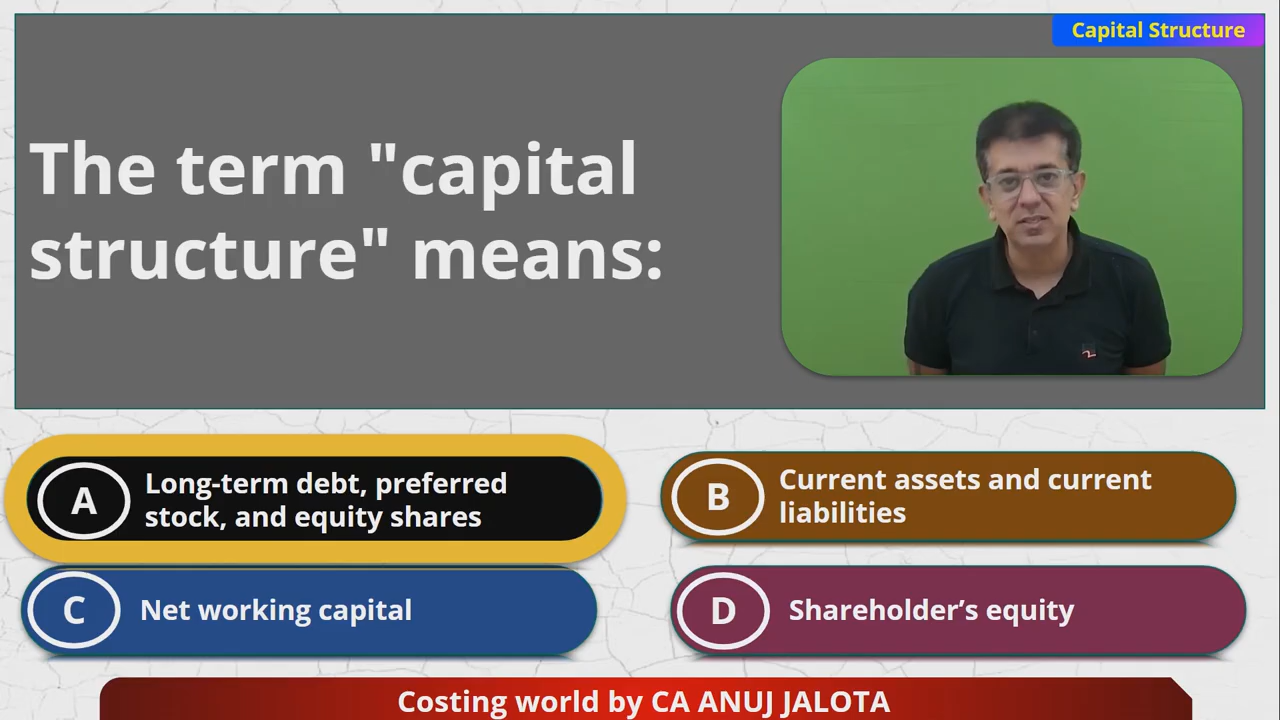 Capital Structure
The term "capital
structure" means:
A
Long-term debt, preferred
stock, and equity shares
B
Current assets and current
liabilities
C
Net working capital
D
Shareholder’s equity
Costing world by CA ANUJ JALOTA